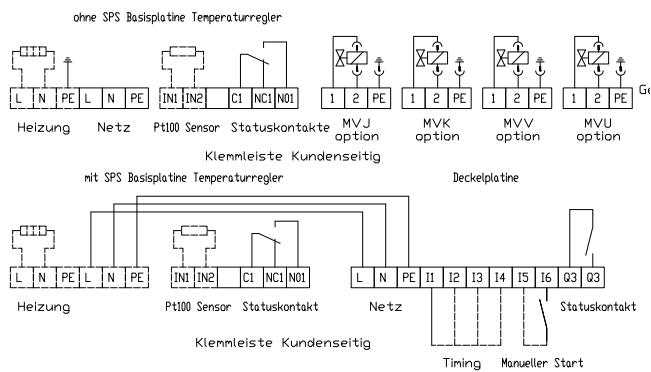 ohne SPS Basisplatine Temperaturregler
L N PE L N PE IN1 IN2 C1 NC1 NO1 1 2 PE 1 2 PE 1 2 PE 1 2 PE
Heizung Netz Pt100 Sensor Statuskontakte MVJ option MVK option MVV option MVU option
Klemmleiste Kundenseitig
mit SPS Basisplatine Temperaturregler Deckelplatine
L N PE L N PE IN1 IN2 C1 NC1 NO1 L N PE I1 I2 I3 I4 I5 I6 Q3 Q3
Heizung Pt100 Sensor Statuskontakt Netz Statuskontakt
Klemmleiste Kundenseitig
Timing Manueller Start